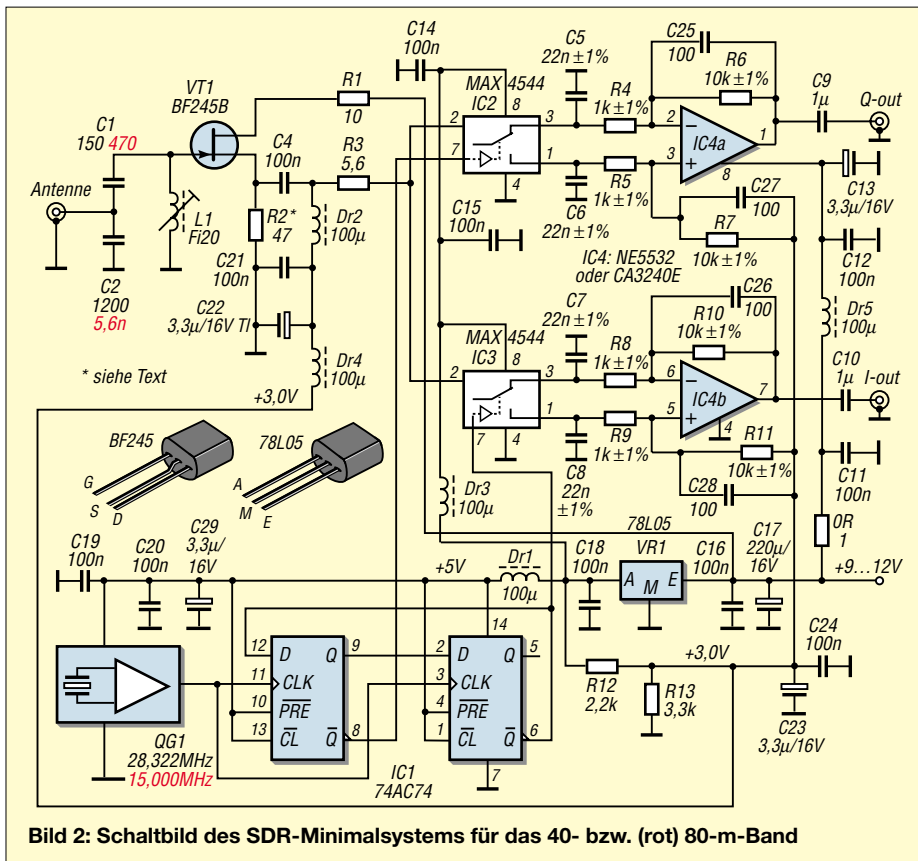 C14
100n
VT1
BF245B
R1
10
C5
22n ±1%
C25
100
R6
10k ±1%
MAX 4544
IC2
C1
150 470
C4
100n
R3
5,6
2
7
8
3
1
4
R4
1k ±1%
C9
1µ
Q-out
2
3
IC4a
1
8
Antenne
L1
Fi20
R2*
47
Dr2
100µ
C15
100n
C6
22n ±1%
R5
1k ±1%
C27
100
R7
10k ±1%
C13
3,3µ/16V
C2
1200
5,6n
C21
100n
C22
3,3µ/16V Tl
IC4: NE5532
oder CA3240E
C12
100n
C7
22n ±1%
C26
100
R10
10k ±1%
Dr5
100µ
MAX 4544
IC3
2
7
8
3
1
4
R8
1k ±1%
C10
1µ
I-out
6
5
IC4b
7
4
* siehe Text
+3,0V
Dr4
100µ
BF245
G
S
D
78L05
A
M
E
R9
1k ±1%
C8
22n
±1%
R11
10k ±1%
C28
100
C11
100n
Dr3
100µ
C19
100n
C20
100n
C29
3,3µ/
16V
+5V
Dr1
100µ
C18
100n
78L05
VR1
A
M
E
C16
100n
C17
220µ/
16V
0R
1
+9...12V
12
11
10
13
D
Q
CLK
PRE
CL
Q
9
8
14
2
3
4
1
D
Q
CLK
PRE
CL
Q
5
6
7
R12
2,2k
R13
3,3k
+3,0V
C24
100n
C23
3,3µ/16V
QG1
28,322MHz
15,000MHz
IC1
74AC74
Bild 2: Schaltbild des SDR-Minimalsystems für das 40- bzw. (rot) 80-m-Band